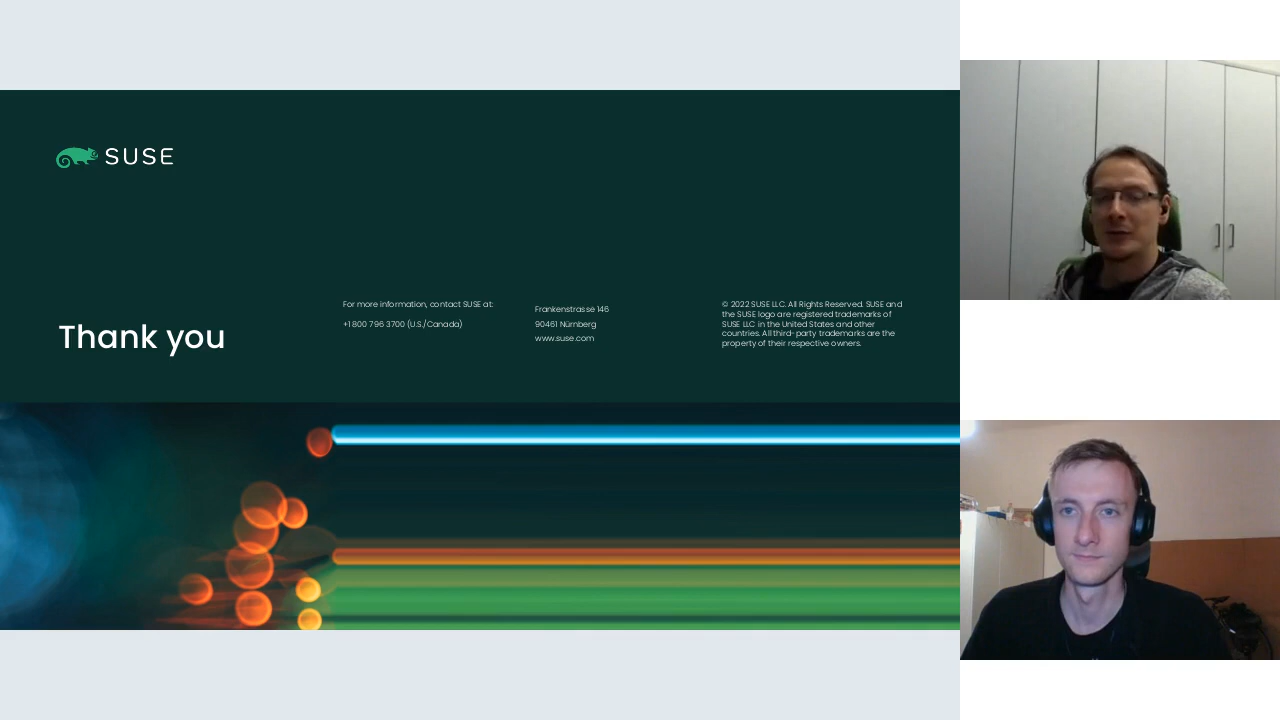 SUSE
Thank you
For more information, contact SUSE at:
+1 800 796 3700 (U.S./Canada)
Frankenstrasse 146
90461 Nürnberg
www.suse.com
© 2022 SUSE LLC. All Rights Reserved. SUSE and
the SUSE logo are registered trademarks of
SUSE LLC in the United States and other
countries. All third-party trademarks are the
property of their respective owners.